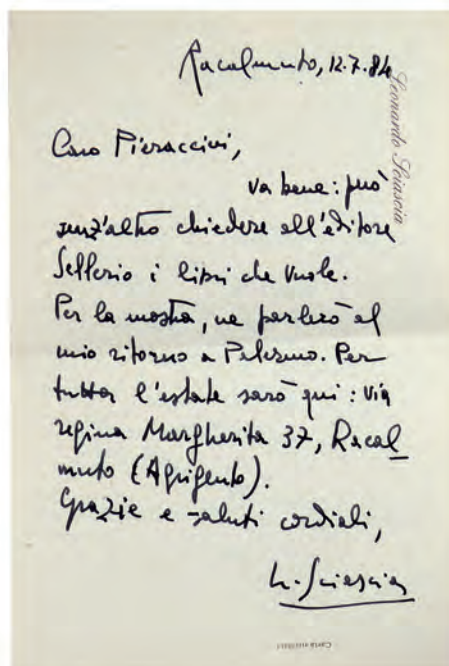 Racalmuto, 12.7.84
Leonardo Sciascia
Caro Pieraccini,
va bene: può
senz'altro chiedere all'editore
Sellerio i libri che vuole.
Per la mostra, ne parlerò al
mio ritorno a Palermo. Per
tutta l'estate sarò qui: via
regina Margherita 37, Racal
muto (Agrigento).
Grazie e saluti cordiali,
L. Sciascia